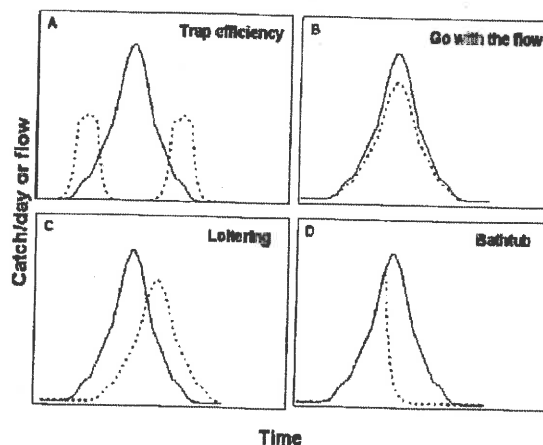 A
Trap efficiency
B
Go with the flow
C
Loitering
D
Bathtub
Catch/day or flow
Time